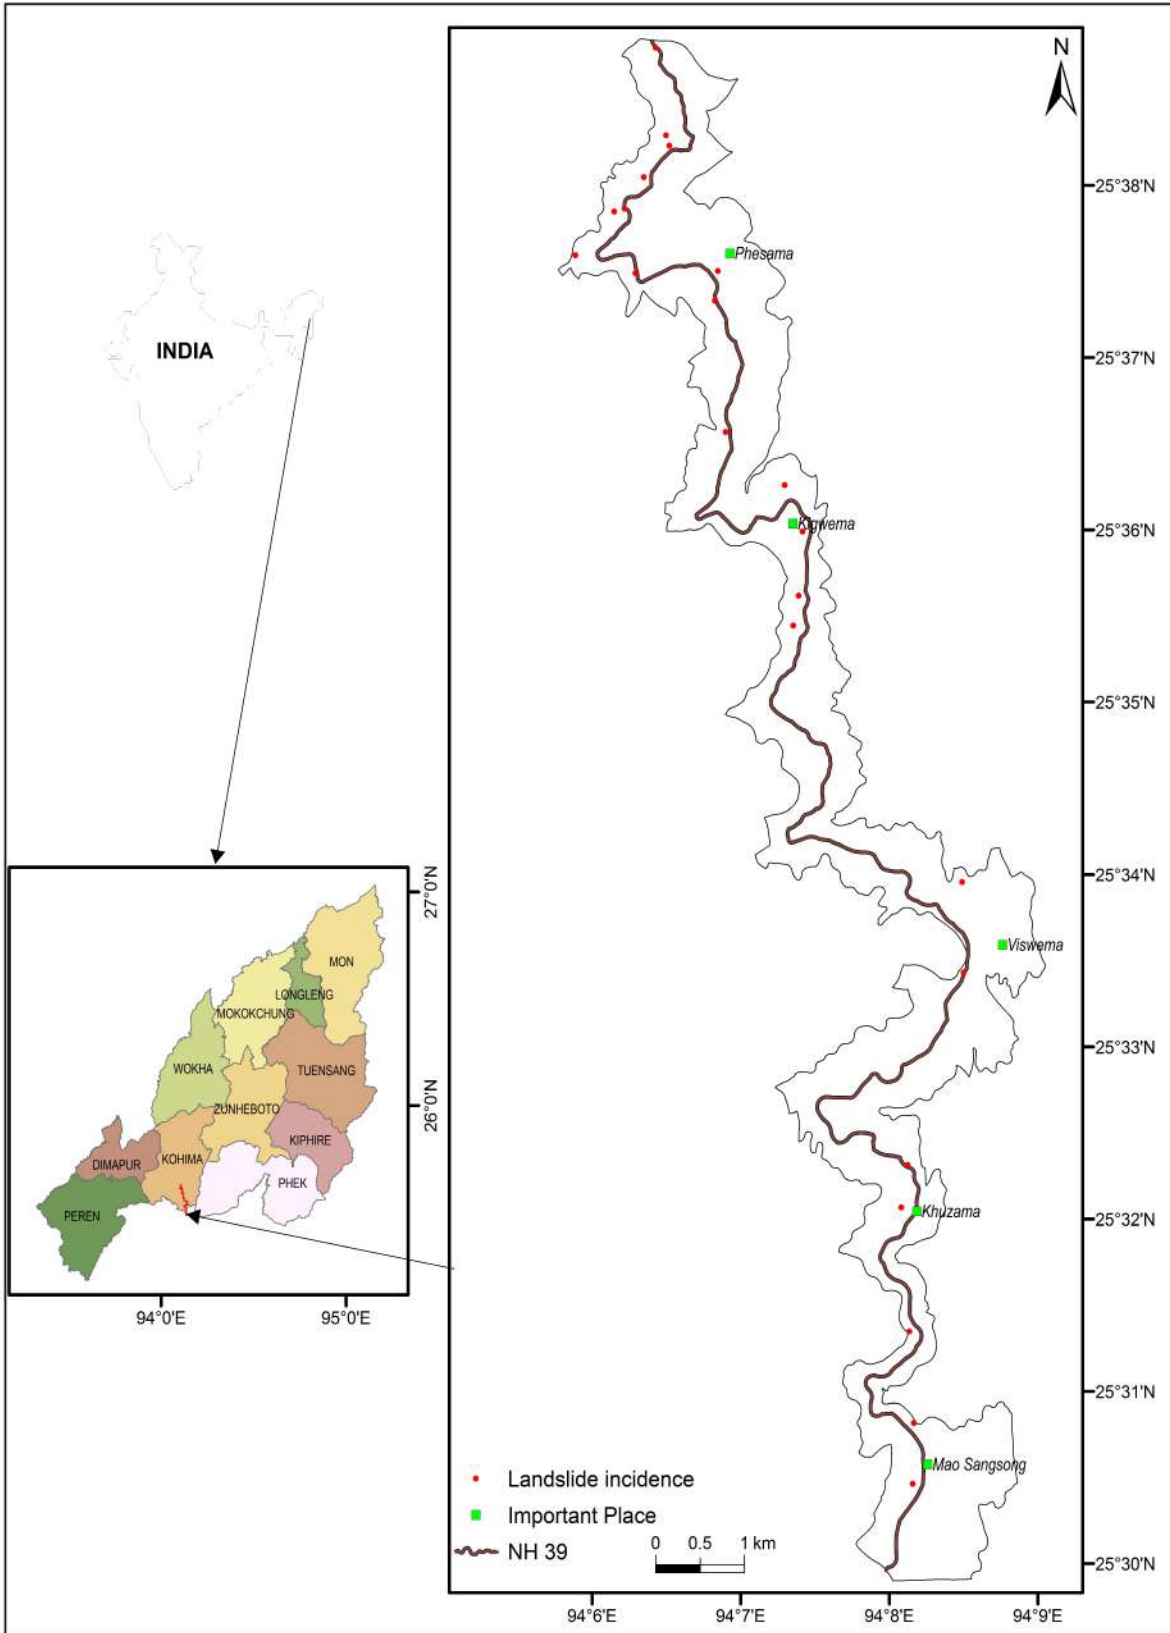 N
25°38'N
Phesama
INDIA
25°37'N
Kigwema
25°36'N
25°35'N
25°34'N
27°0'N
Viswema
MON
LONGLENG
MOKOKCHUNG
25°33'N
WOKHA
TUENSANG
26°0'N
ZUNHEBOTO
KIPHIRE
KOHIMA
DIMAPUR
PHEK
PEREN
Khuzama
25°32'N
94°0'E
95°0'E
25°31'N
Mao Sangsong
Landslide incidence
Important Place
0 0.5 1 km
NH 39
25°30'N
94°6'E
94°7'E
94°8'E
94°9'E